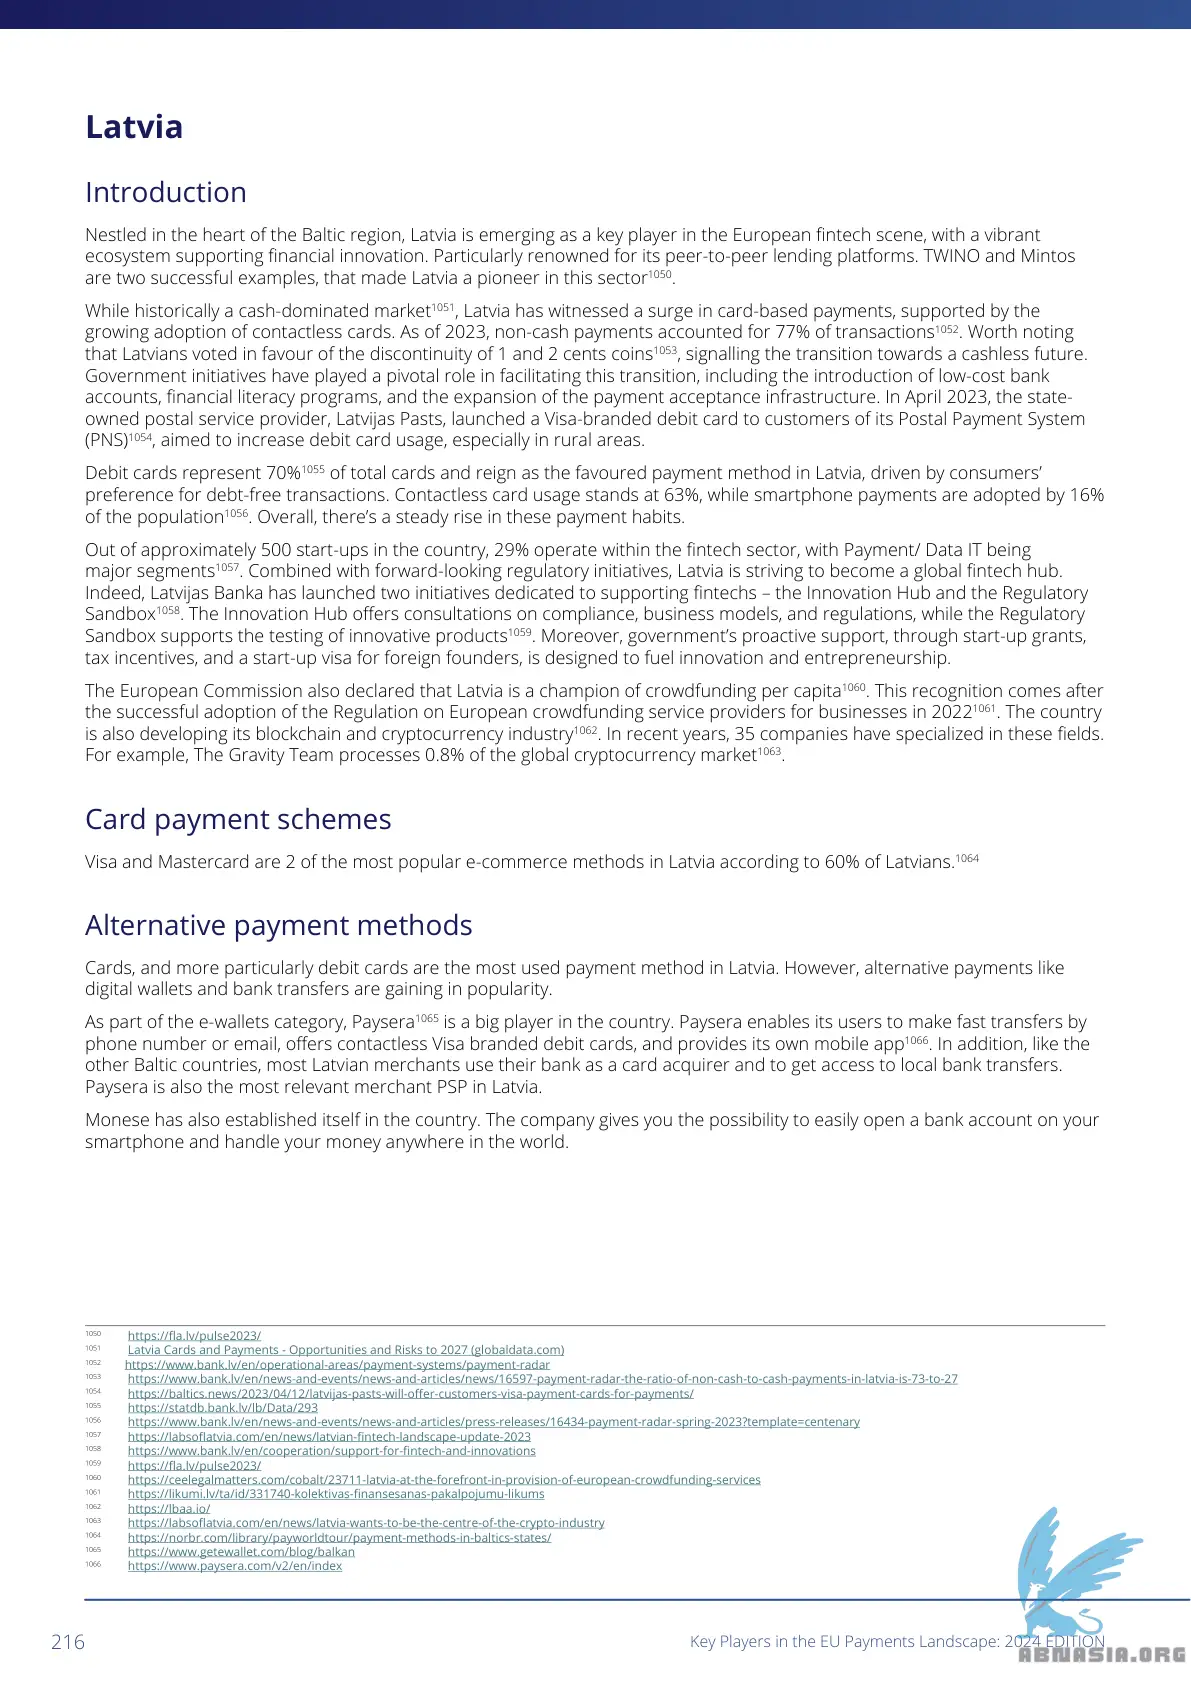 Latvia
Introduction
Nestled in the heart of the Baltic region, Latvia is emerging as a key player in the European fintech scene, with a vibrant
ecosystem supporting financial innovation. Particularly renowned for its peer-to-peer lending platforms. TWINO and Mintos
are two successful examples, that made Latvia a pioneer in this sector1050.
While historically a cash-dominated market1051, Latvia has witnessed a surge in card-based payments, supported by the
growing adoption of contactless cards. As of 2023, non-cash payments accounted for 77% of transactions1052. Worth noting
that Latvians voted in favour of the discontinuity of 1 and 2 cents coins1053, signalling the transition towards a cashless future.
Government initiatives have played a pivotal role in facilitating this transition, including the introduction of low-cost bank
accounts, financial literacy programs, and the expansion of the payment acceptance infrastructure. In April 2023, the state-
owned postal service provider, Latvijas Pasts, launched a Visa-branded debit card to customers of its Postal Payment System
(PNS)1054, aimed to increase debit card usage, especially in rural areas.
Debit cards represent 70%1055 of total cards and reign as the favoured payment method in Latvia, driven by consumers’
preference for debt-free transactions. Contactless card usage stands at 63%, while smartphone payments are adopted by 16%
of the population1056. Overall, there’s a steady rise in these payment habits.
Out of approximately 500 start-ups in the country, 29% operate within the fintech sector, with Payment/ Data IT being
major segments1057. Combined with forward-looking regulatory initiatives, Latvia is striving to become a global fintech hub.
Indeed, Latvijas Banka has launched two initiatives dedicated to supporting fintechs – the Innovation Hub and the Regulatory
Sandbox1058. The Innovation Hub offers consultations on compliance, business models, and regulations, while the Regulatory
Sandbox supports the testing of innovative products1059. Moreover, government’s proactive support, through start-up grants,
tax incentives, and a start-up visa for foreign founders, is designed to fuel innovation and entrepreneurship.
The European Commission also declared that Latvia is a champion of crowdfunding per capita1060. This recognition comes after
the successful adoption of the Regulation on European crowdfunding service providers for businesses in 20221061. The country
is also developing its blockchain and cryptocurrency industry1062. In recent years, 35 companies have specialized in these fields.
For example, The Gravity Team processes 0.8% of the global cryptocurrency market1063.
Card payment schemes
Visa and Mastercard are 2 of the most popular e-commerce methods in Latvia according to 60% of Latvians.1064
Alternative payment methods
Cards, and more particularly debit cards are the most used payment method in Latvia. However, alternative payments like
digital wallets and bank transfers are gaining in popularity.
As part of the e-wallets category, Paysera1065 is a big player in the country. Paysera enables its users to make fast transfers by
phone number or email, offers contactless Visa branded debit cards, and provides its own mobile app1066. In addition, like the
other Baltic countries, most Latvian merchants use their bank as a card acquirer and to get access to local bank transfers.
Paysera is also the most relevant merchant PSP in Latvia.
Monese has also established itself in the country. The company gives you the possibility to easily open a bank account on your
smartphone and handle your money anywhere in the world.
1050 https://fla.lv/pulse2023/
1051 Latvia Cards and Payments - Opportunities and Risks to 2027 (globaldata.com)
1052 https://www.bank.lv/en/operational-areas/payment-systems/payment-radar
1053 https://www.bank.lv/en/news-and-events/news-and-articles/news/16597-payment-radar-the-ratio-of-non-cash-to-cash-payments-in-latvia-is-73-to-27
1054 https://baltics.news/2023/04/12/latvijas-pasts-will-offer-customers-visa-payment-cards-for-payments/
1055 https://statdb.bank.lv/lb/Data/293
1056 https://www.bank.lv/en/news-and-events/news-and-articles/press-releases/16434-payment-radar-spring-2023?template=centenary
1057 https://labsoflatvia.com/en/news/latvian-fintech-landscape-update-2023
1058 https://www.bank.lv/en/cooperation/support-for-fintech-and-innovations
1059 https://fla.lv/pulse2023/
1060 https://ceelegalmatters.com/cobalt/23711-latvia-at-the-forefront-in-provision-of-european-crowdfunding-services
1061 https://likumi.lv/ta/id/331740-kolektivas-finansesanas-pakalpojumu-likums
1062 https://lbaa.io/
1063 https://labsoflatvia.com/en/news/latvia-wants-to-be-the-centre-of-the-crypto-industry
1064 https://norbr.com/library/payworldtour/payment-methods-in-baltics-states/
1065 https://www.getewallet.com/blog/balkan
1066 https://www.paysera.com/v2/en/index
216
Key Players in the EU Payments Landscape: 2024 EDITION
ABNASIA.ORG